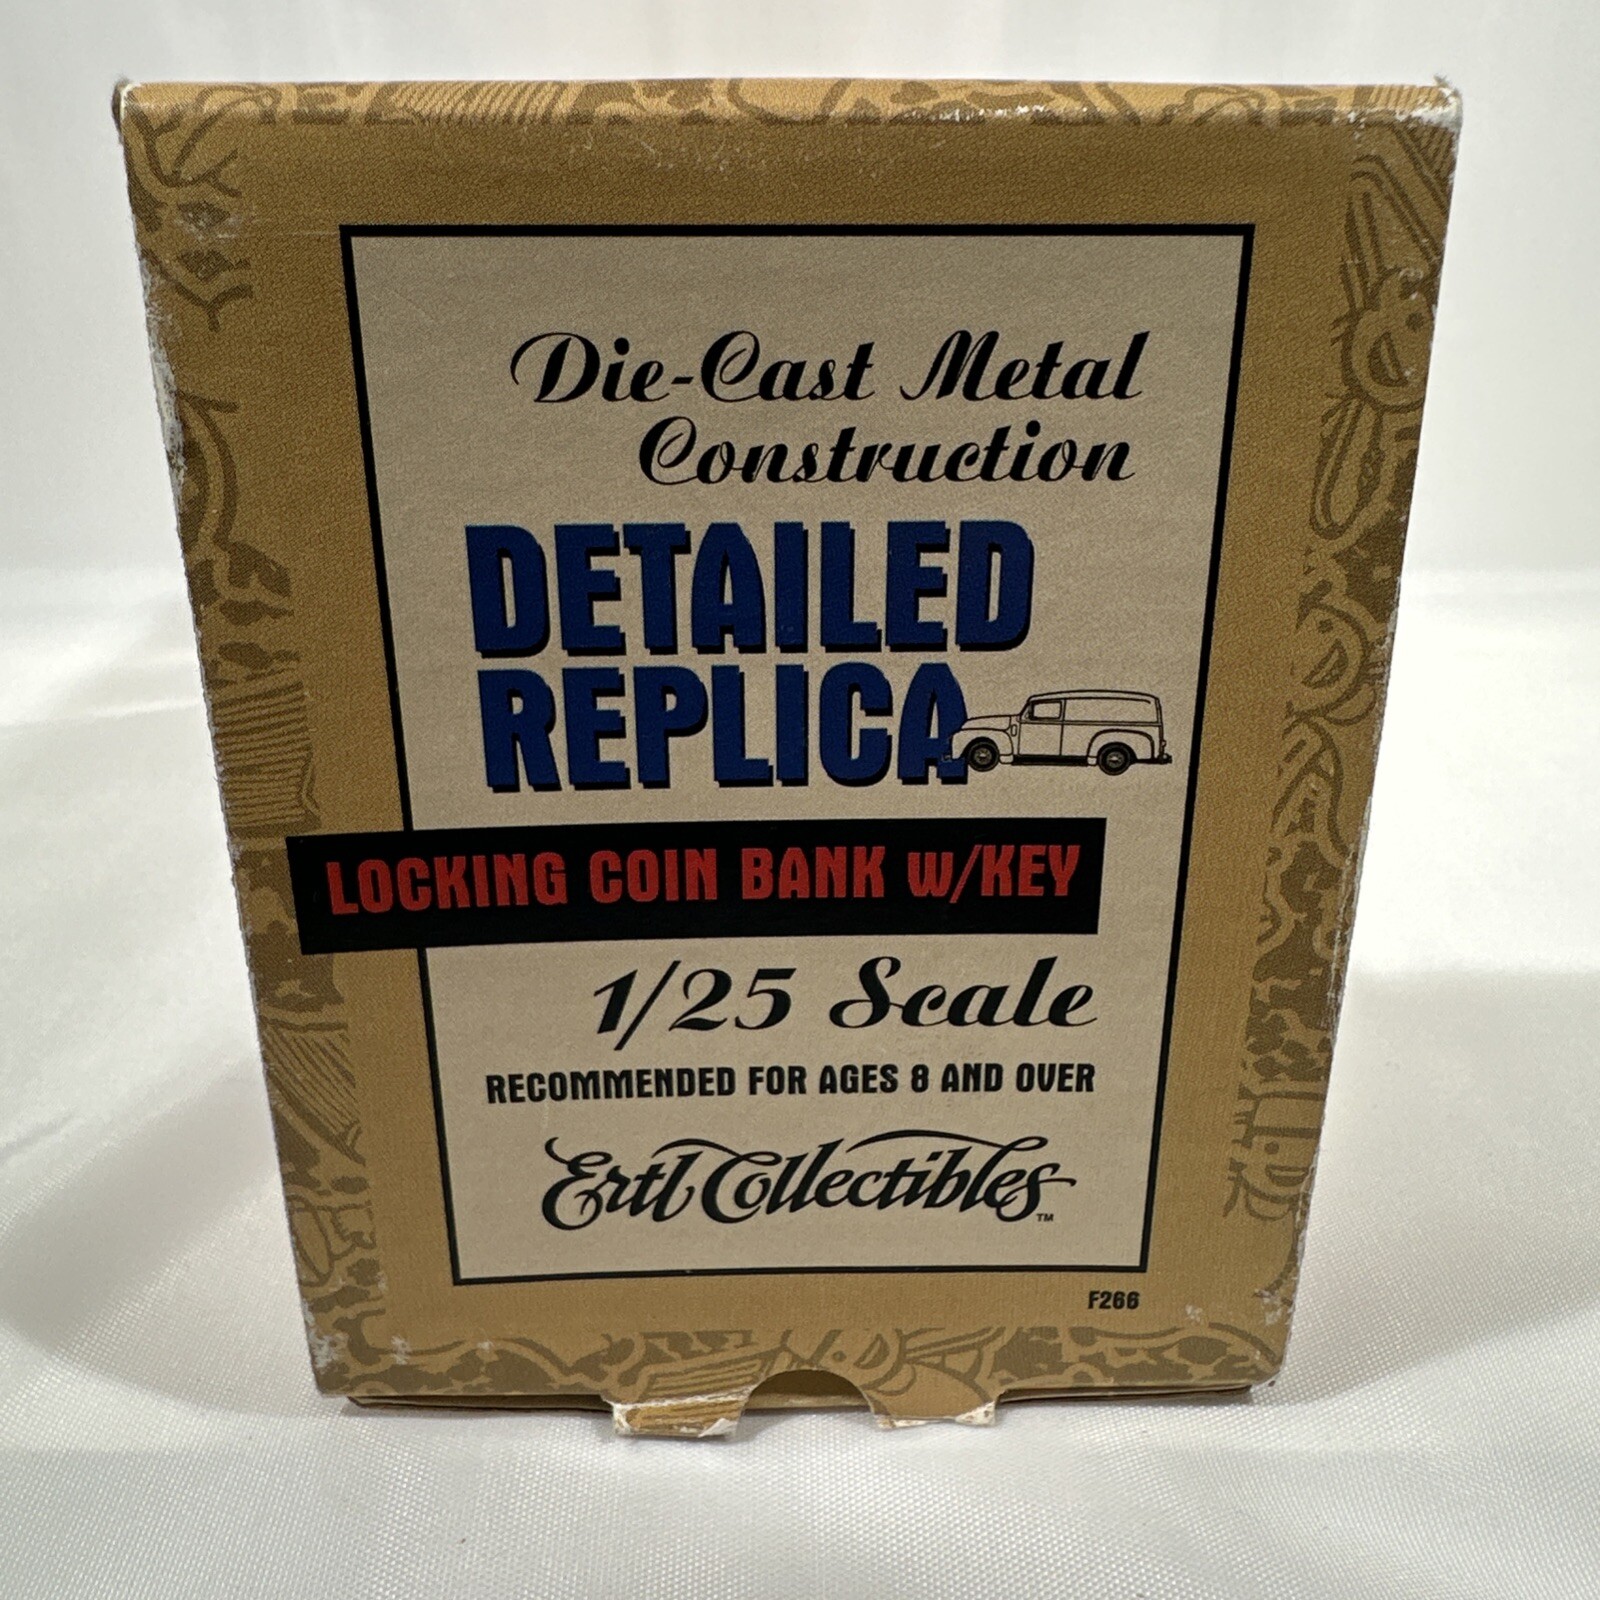 Die-Cast Metal
Construction
DETAILED
REPLICA
LOCKING COIN BANK w/KEY
1/25 Scale
RECOMMENDED FOR AGES 8 AND OVER
Ertl Collectibles™
F266